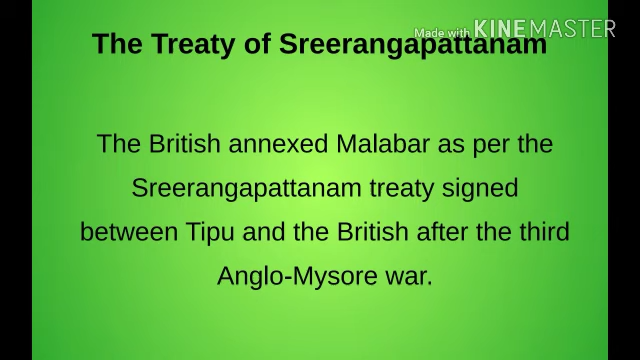 Made with KINEMASTER
The Treaty of Sreerangapattanam
The British annexed Malabar as per the
Sreerangapattanam treaty signed
between Tipu and the British after the third
Anglo-Mysore war.